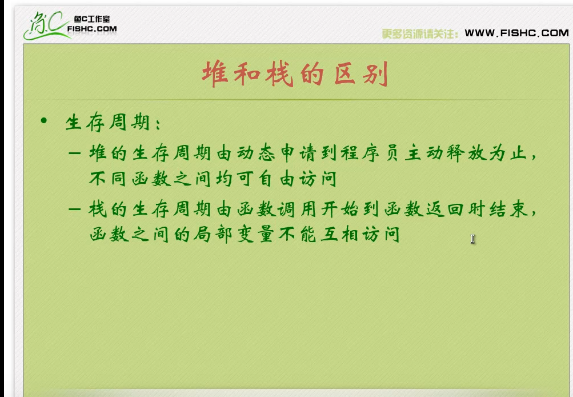 鱼C工作室
FISHC.COM
更多资源请关注：WWW.FISHC.COM
堆和栈的区别
• 生存周期：
– 堆的生存周期由动态申请到程序员主动释放为止，
不同函数之间均可自由访问
– 栈的生存周期由函数调用开始到函数返回时结束，
函数之间的局部变量不能互相访问